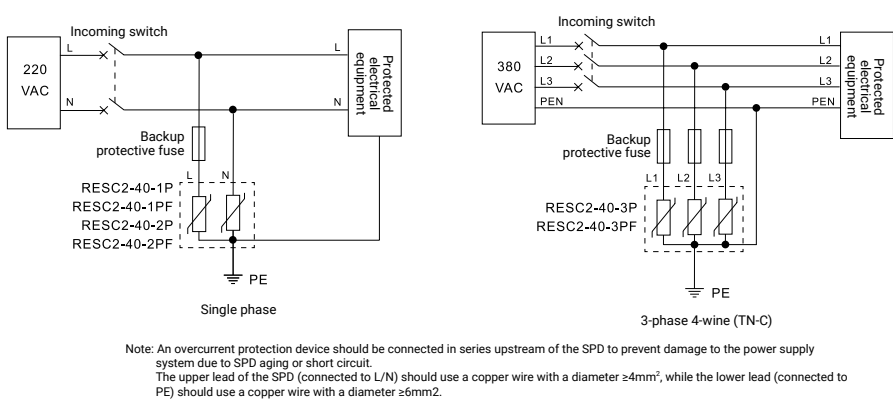 Incoming switch
L
L
220
VAC
N
N
Protected
electrical
equipment
Backup
protective fuse
L
N
RESC2-40-1P
RESC2-40-1PF
RESC2-40-2P
RESC2-40-2PF
PE
Single phase
Incoming switch
L1
L1
L2
L2
380
VAC
L3
L3
PEN
PEN
Protected
electrical
equipment
Backup
protective fuse
L1
L2
L3
RESC2-40-3P
RESC2-40-3PF
PE
3-phase 4-wine (TN-C)
Note: An overcurrent protection device should be connected in series upstream of the SPD to prevent damage to the power supply
system due to SPD aging or short circuit.
The upper lead of the SPD (connected to L/N) should use a copper wire with a diameter ≥4mm², while the lower lead (connected to
PE) should use a copper wire with a diameter ≥6mm2.